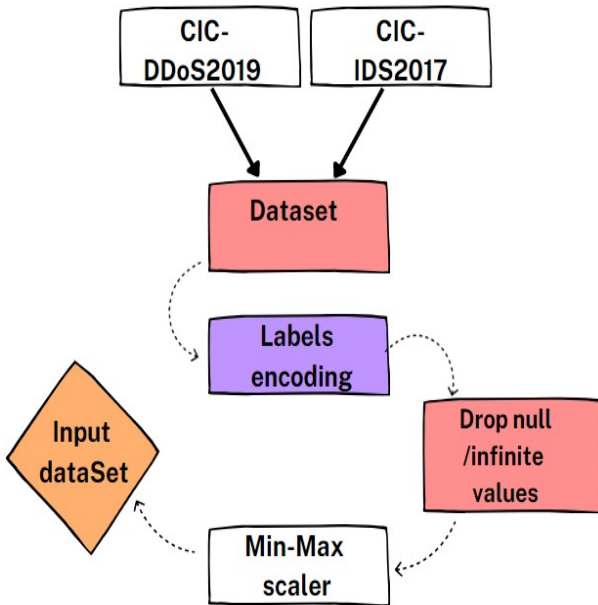 CIC-
DDoS2019
CIC-
IDS2017
Dataset
Labels
encoding
Drop null
/infinite
values
Min-Max
scaler
Input
dataSet